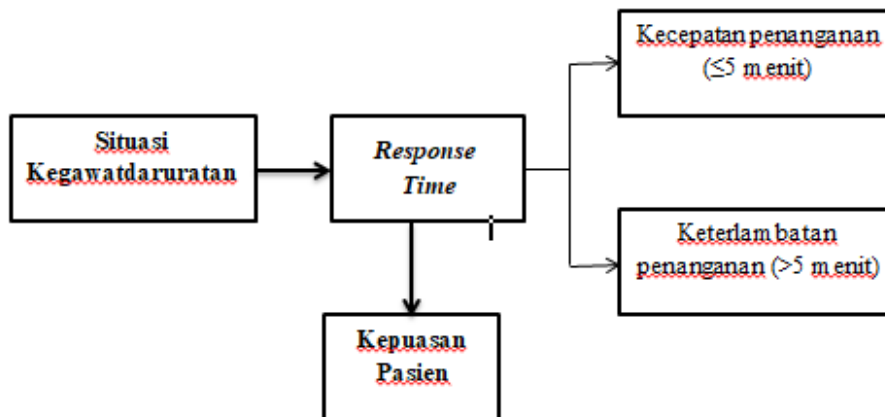 Situasi
Kegawatdaruratan
Response
Time
Kecepatan penanganan
(≤5 menit)
Keterlambatan
penanganan (>5 menit)
Kepuasan
Pasien